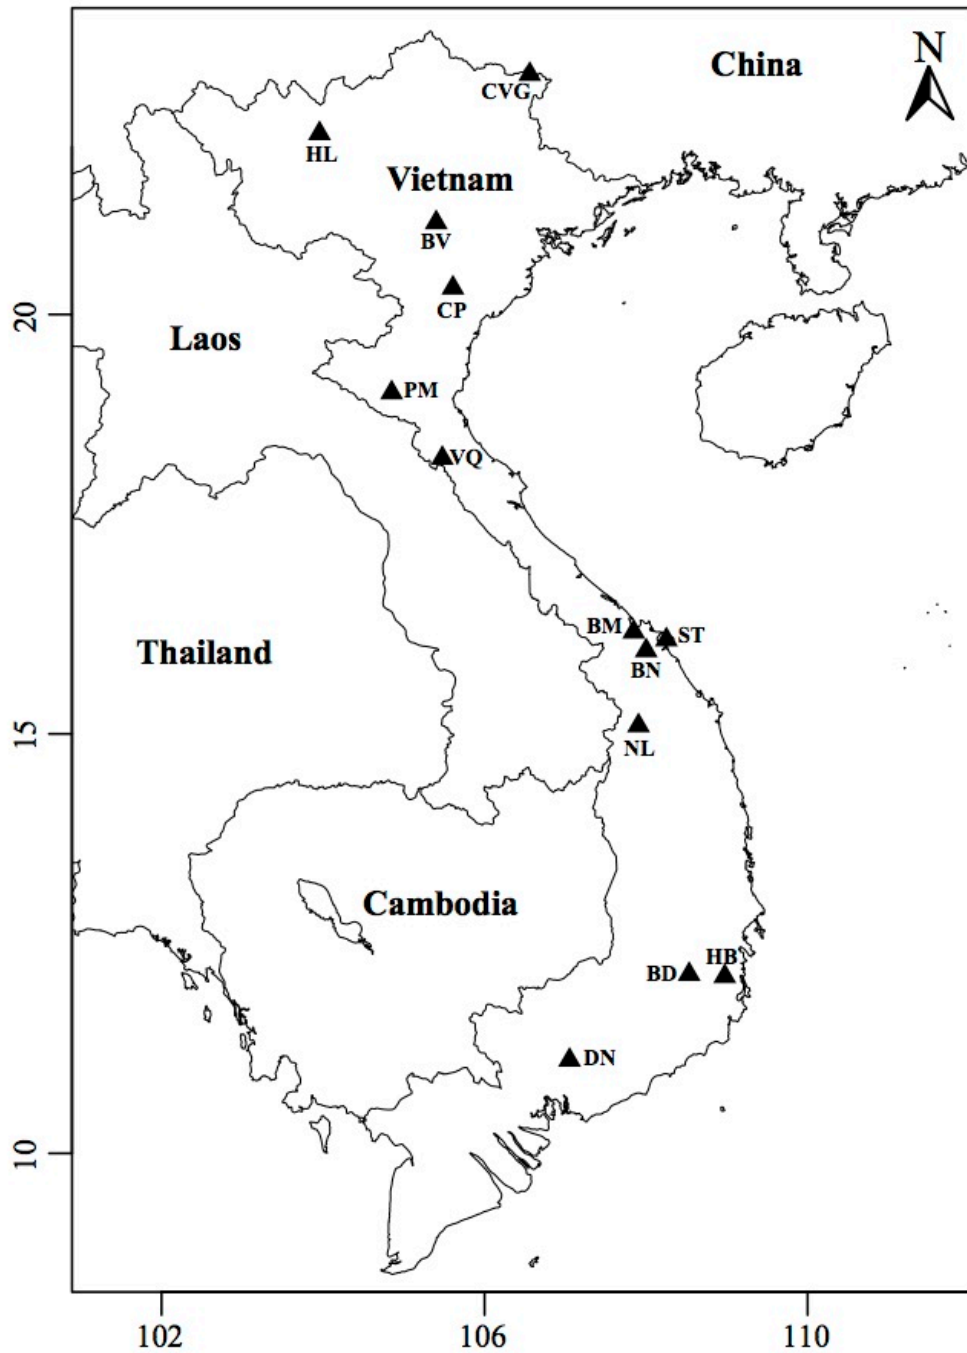 N
China
CVG
HL
Vietnam
BV
CP
20
Laos
PM
VQ
BM
ST
BN
Thailand
NL
15
Cambodia
HB
BD
DN
10
102
106
110